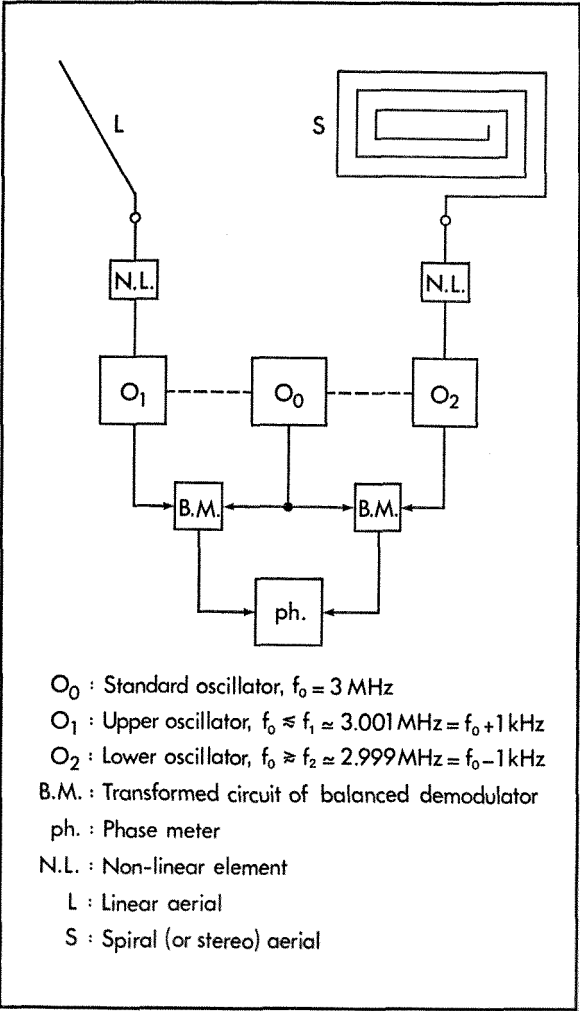 L
S
N.L.
N.L.
O₁
O₀
O₂
B.M.
B.M.
ph.
O₀ : Standard oscillator, f₀ = 3 MHz
O₁ : Upper oscillator, f₀ ≶ f₁ ≃ 3.001 MHz = f₀ + 1 kHz
O₂ : Lower oscillator, f₀ ≷ f₂ ≃ 2.999 MHz = f₀ – 1 kHz
B.M. : Transformed circuit of balanced demodulator
ph. : Phase meter
N.L. : Non-linear element
L : Linear aerial
S : Spiral (or stereo) aerial